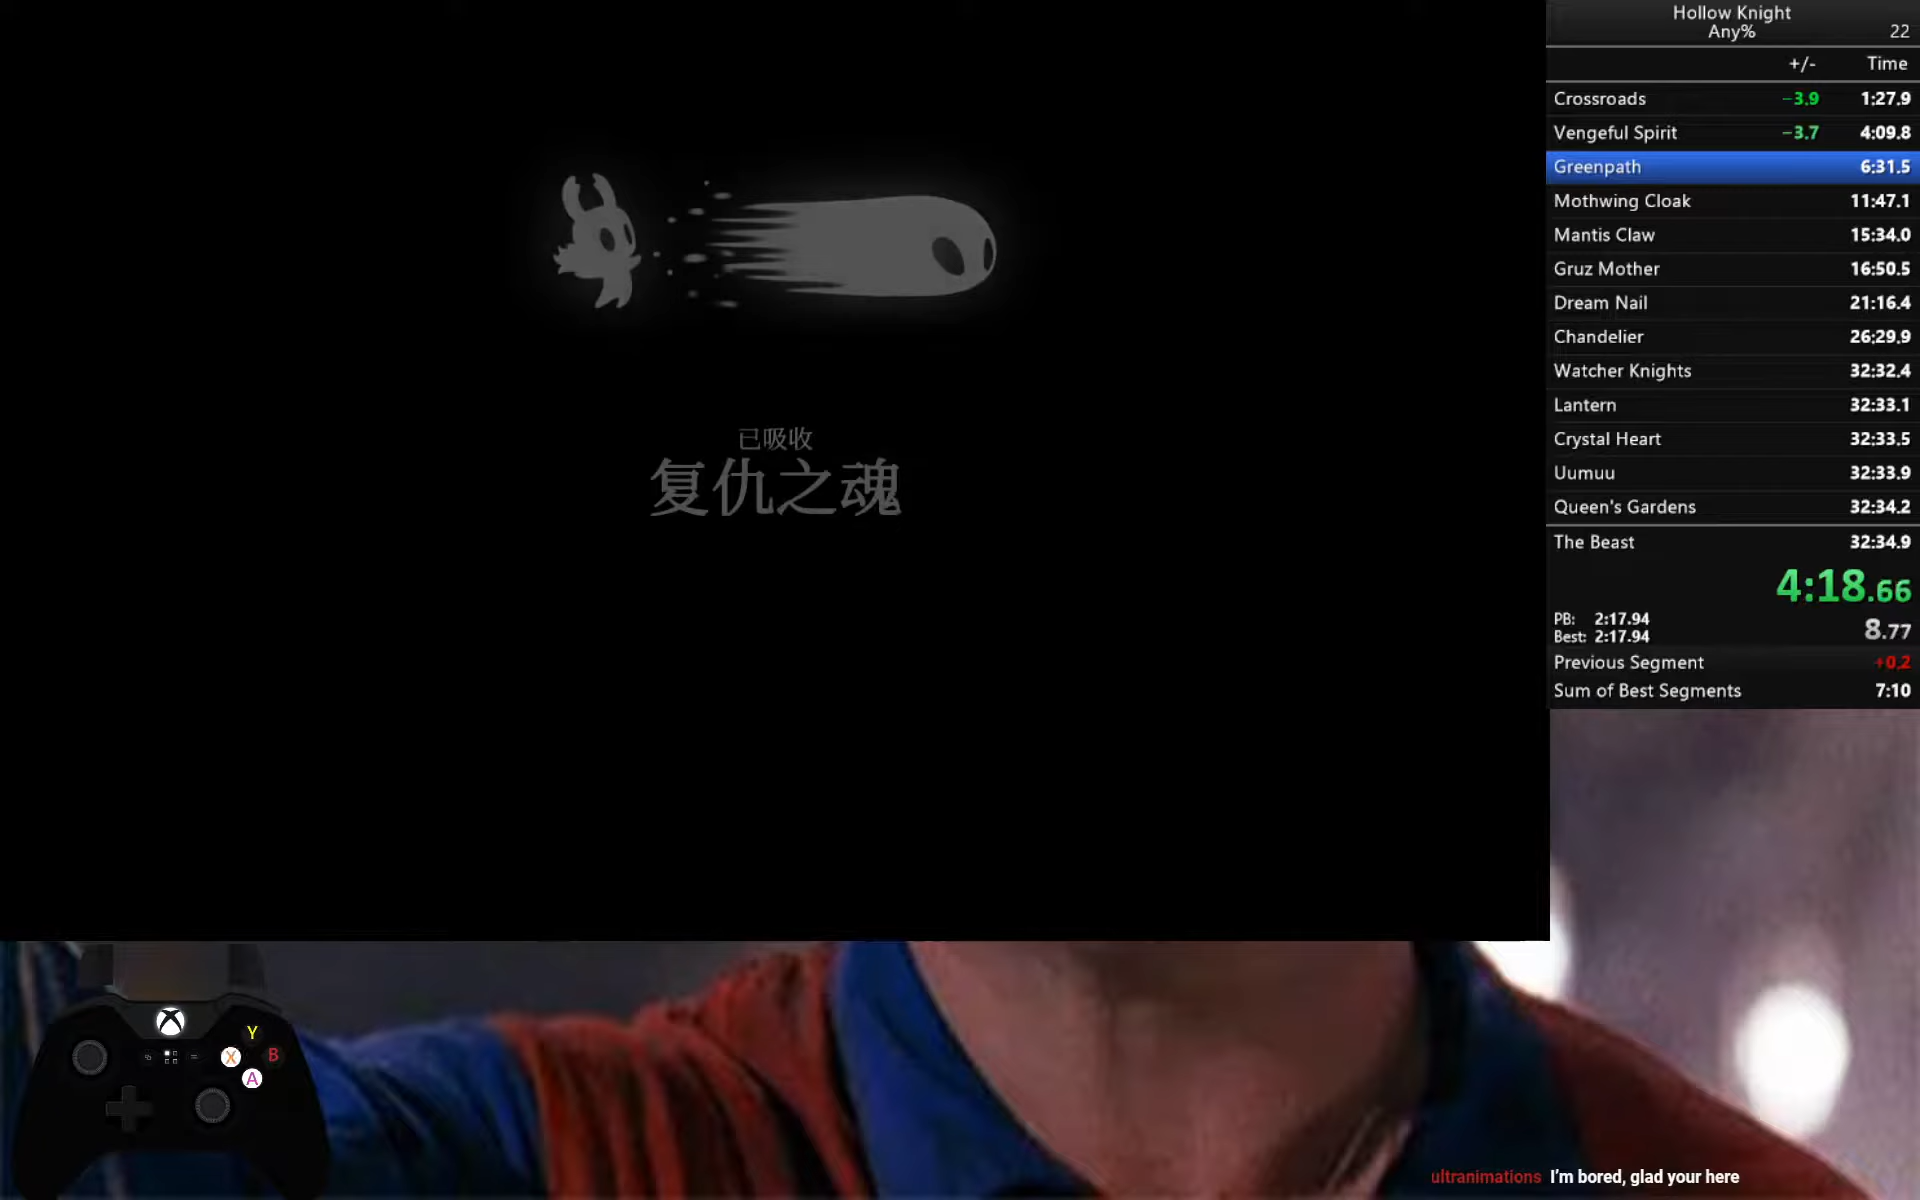 已吸收
复仇之魂
Hollow Knight
Any% 22
+/- Time
Crossroads −3.9 1:27.9
Vengeful Spirit −3.7 4:09.8
Greenpath 6:31.5
Mothwing Cloak 11:47.1
Mantis Claw 15:34.0
Gruz Mother 16:50.5
Dream Nail 21:16.4
Chandelier 26:29.9
Watcher Knights 32:32.4
Lantern 32:33.1
Crystal Heart 32:33.5
Uumuu 32:33.9
Queen's Gardens 32:34.2
The Beast 32:34.9
4:18.66
PB: 2:17.94
Best: 2:17.94
8.77
Previous Segment +0.2
Sum of Best Segments 7:10
Y
X
B
A
ultranimations I'm bored, glad your here